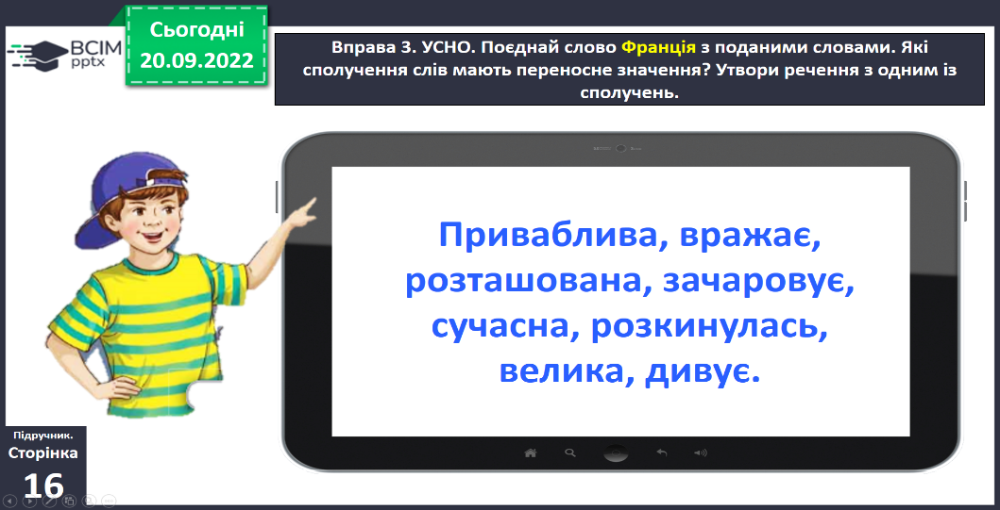 Сьогодні
20.09.2022
BCIM
pptx
Вправа 3. УСНО. Поєднай слово Франція з поданими словами. Які
сполучення слів мають переносне значення? Утвори речення з одним із
сполучень.
Приваблива, вражає,
розташована, зачаровує,
сучасна, розкинулась,
велика, дивує.
Підручник.
Сторінка
16